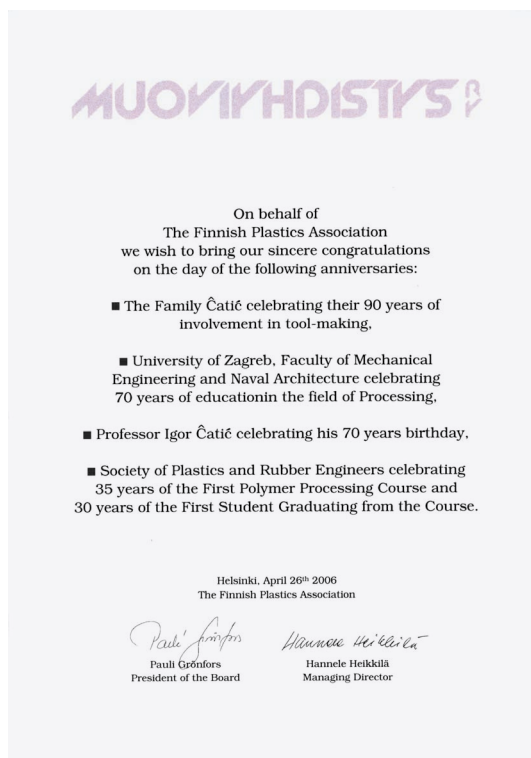 MUOVIYHDISTYS RY
On behalf of
The Finnish Plastics Association
we wish to bring our sincere congratulations
on the day of the following anniversaries:
■ The Family Ĉatić celebrating their 90 years of
involvement in tool-making,
■ University of Zagreb, Faculty of Mechanical
Engineering and Naval Architecture celebrating
70 years of educationin the field of Processing,
■ Professor Igor Ĉatić celebrating his 70 years birthday,
■ Society of Plastics and Rubber Engineers celebrating
35 years of the First Polymer Processing Course and
30 years of the First Student Graduating from the Course.
Helsinki, April 26th 2006
The Finnish Plastics Association
Pauli Grönfors Hannele Heikkilä
Pauli Grönfors Hannele Heikkilä
President of the Board Managing Director